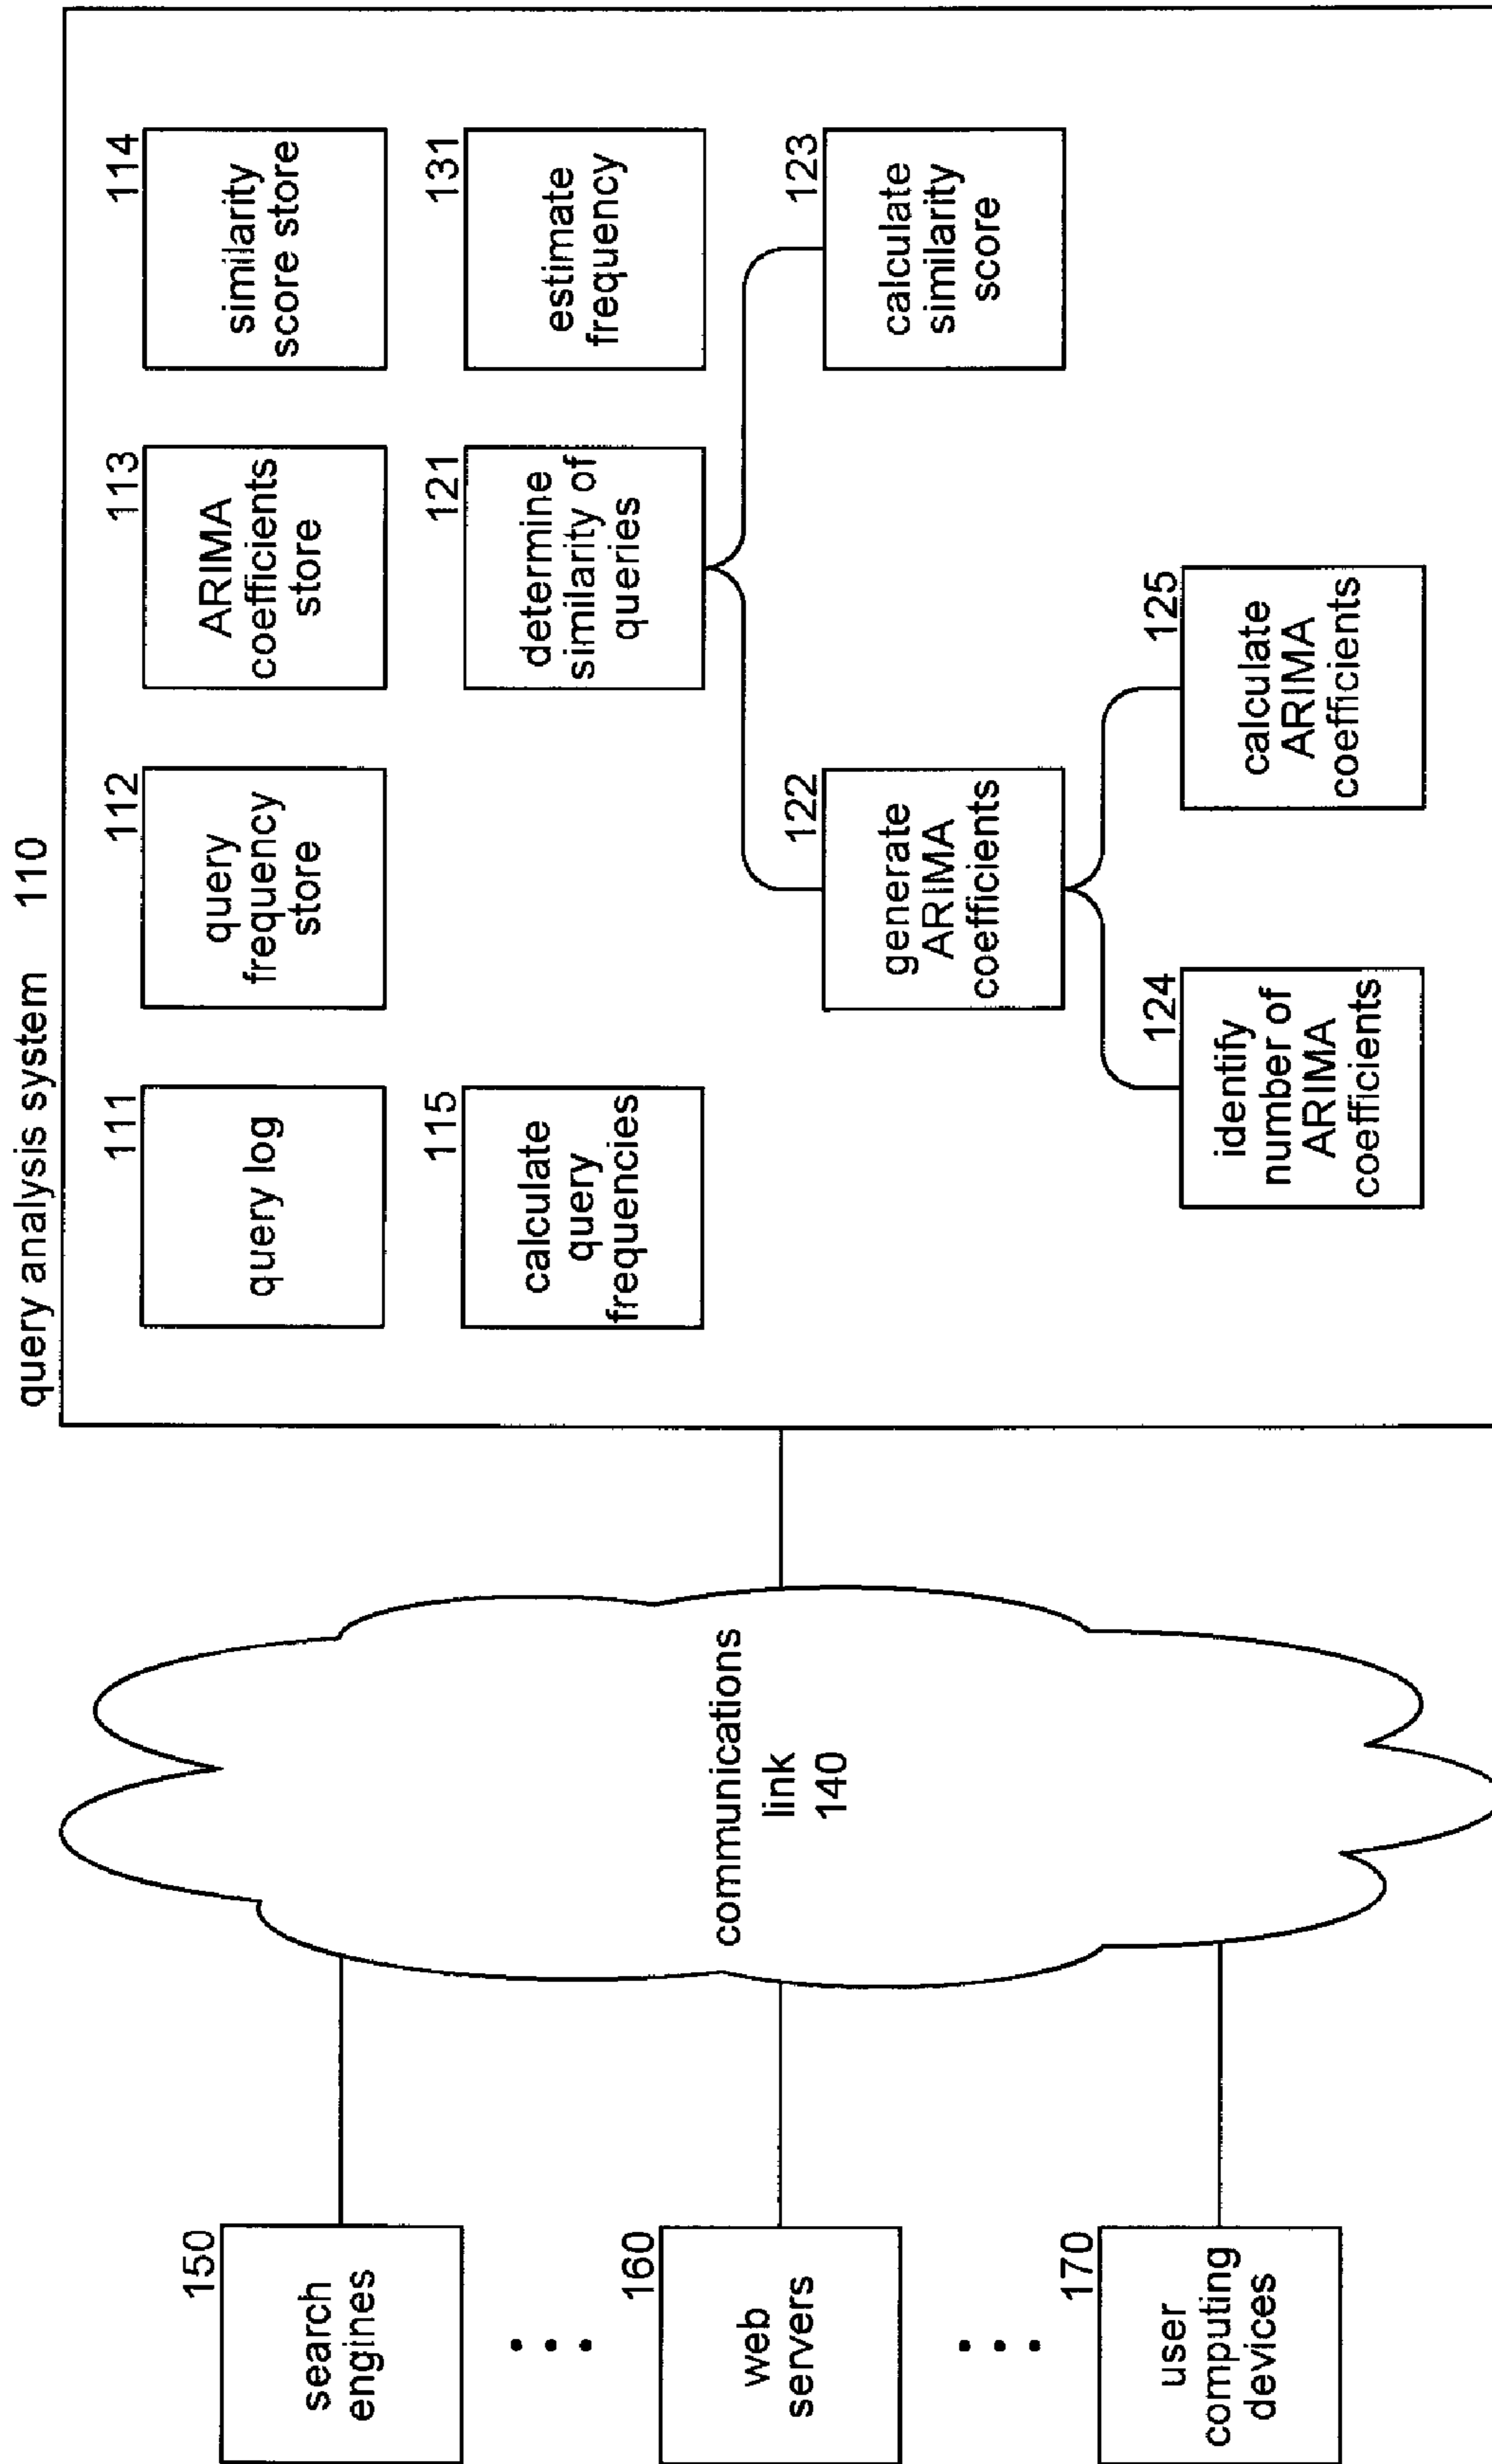 query analysis system 110
111
query log
112
query
frequency
store
113
ARIMA
coefficients
store
114
similarity
score store
115
calculate
query
frequencies
121
determine
similarity of
queries
131
estimate
frequency
122
generate
ARIMA
coefficients
123
calculate
similarity
score
124
identify
number of
ARIMA
coefficients
125
calculate
ARIMA
coefficients
communications
link
140
150
search
engines
160
web
servers
170
user
computing
devices